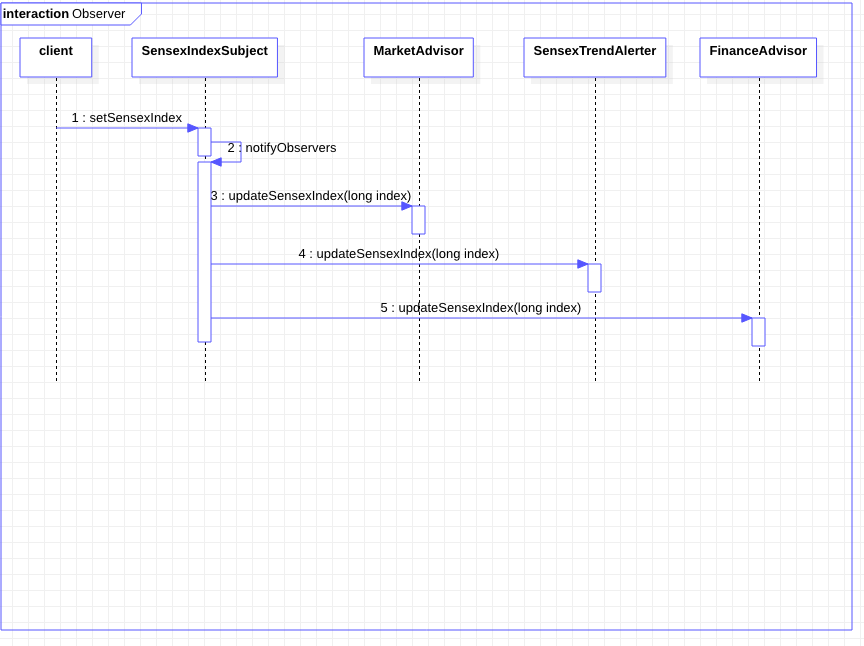 interaction Observer
client
SensexIndexSubject
MarketAdvisor
SensexTrendAlerter
FinanceAdvisor
1 : setSensexIndex
2 : notifyObservers
3 : updateSensexIndex(long index)
4 : updateSensexIndex(long index)
5 : updateSensexIndex(long index)